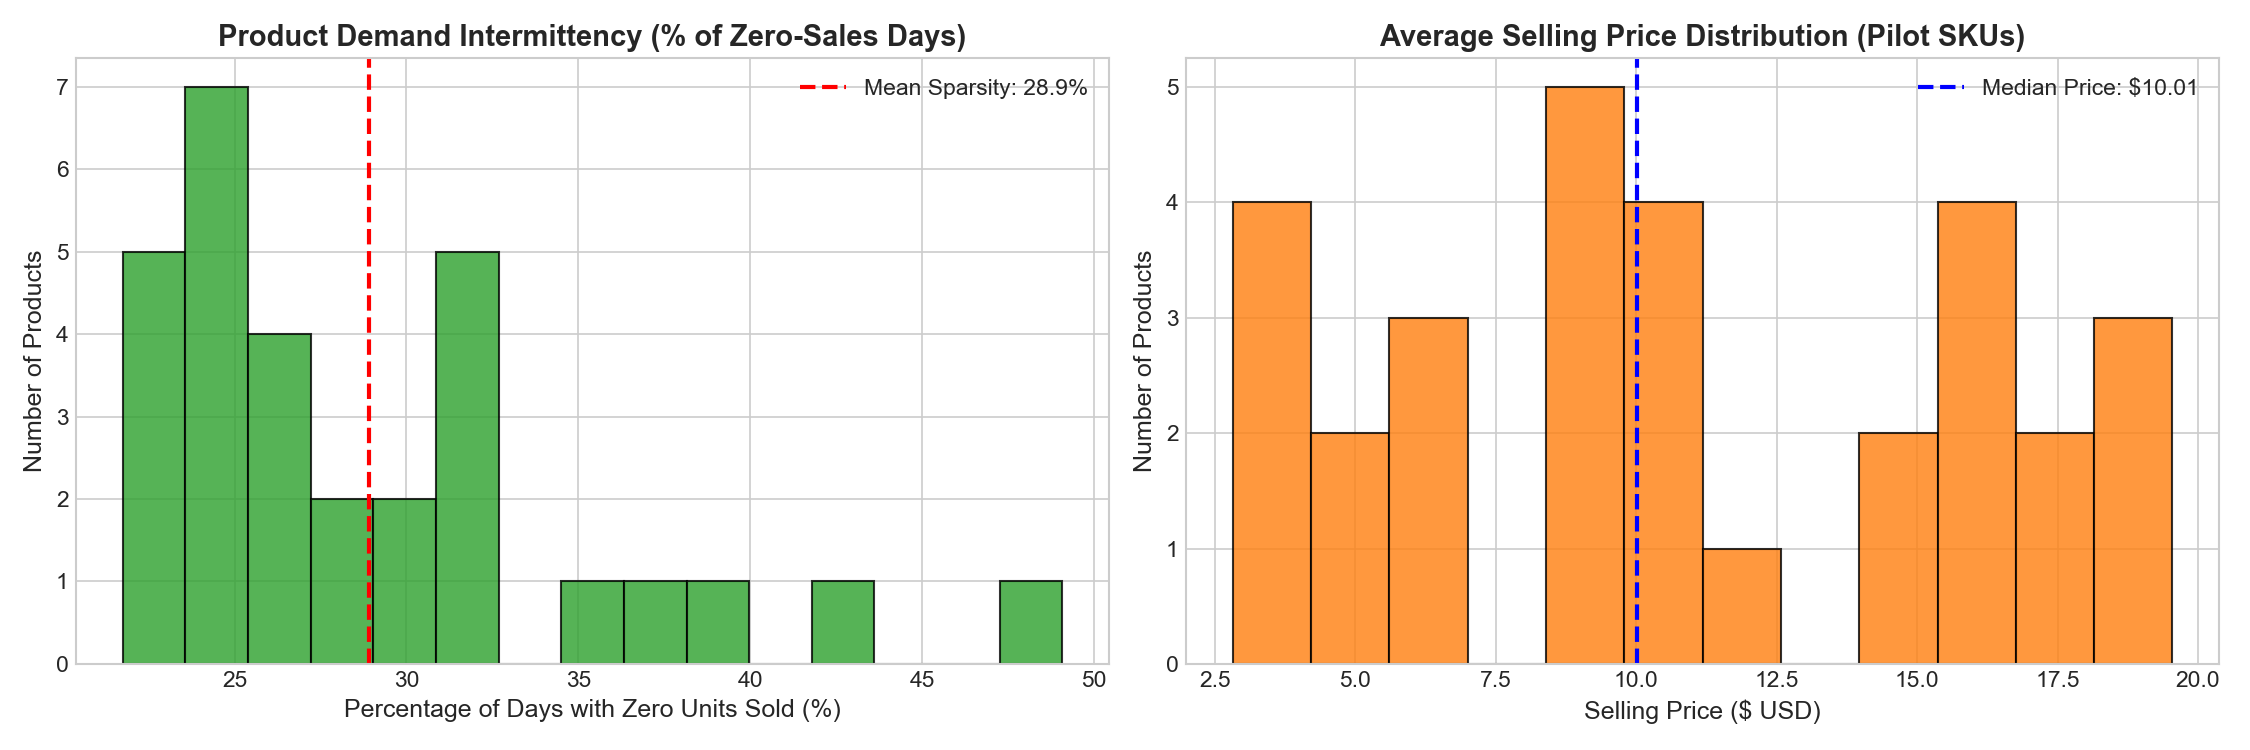 Product Demand Intermittency (% of Zero-Sales Days)
Mean Sparsity: 28.9%
7
6
5
4
3
2
1
0
Number of Products
25 30 35 40 45 50
Percentage of Days with Zero Units Sold (%)
Average Selling Price Distribution (Pilot SKUs)
Median Price: $10.01
5
4
3
2
1
0
Number of Products
2.5 5.0 7.5 10.0 12.5 15.0 17.5 20.0
Selling Price ($ USD)